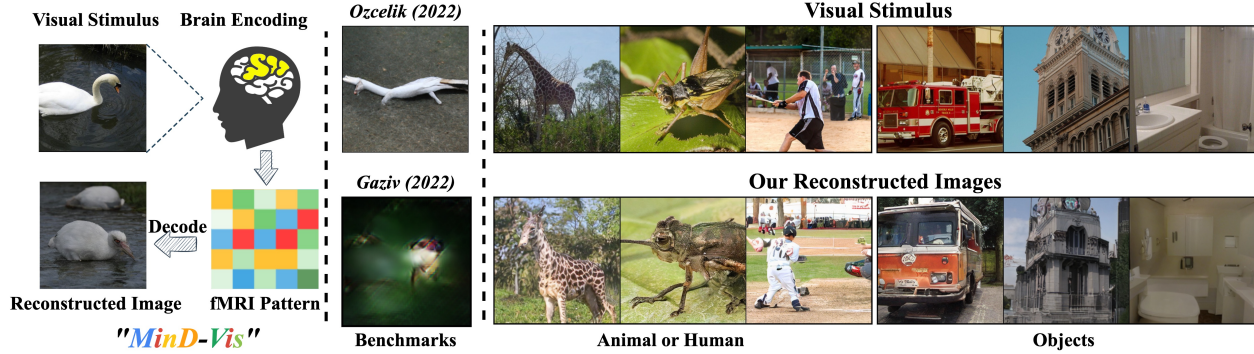 Visual Stimulus
Brain Encoding
Decode
Reconstructed Image
fMRI Pattern
"MinD-Vis"
Ozcelik (2022)
Gaziv (2022)
Benchmarks
Visual Stimulus
Our Reconstructed Images
Animal or Human
Objects